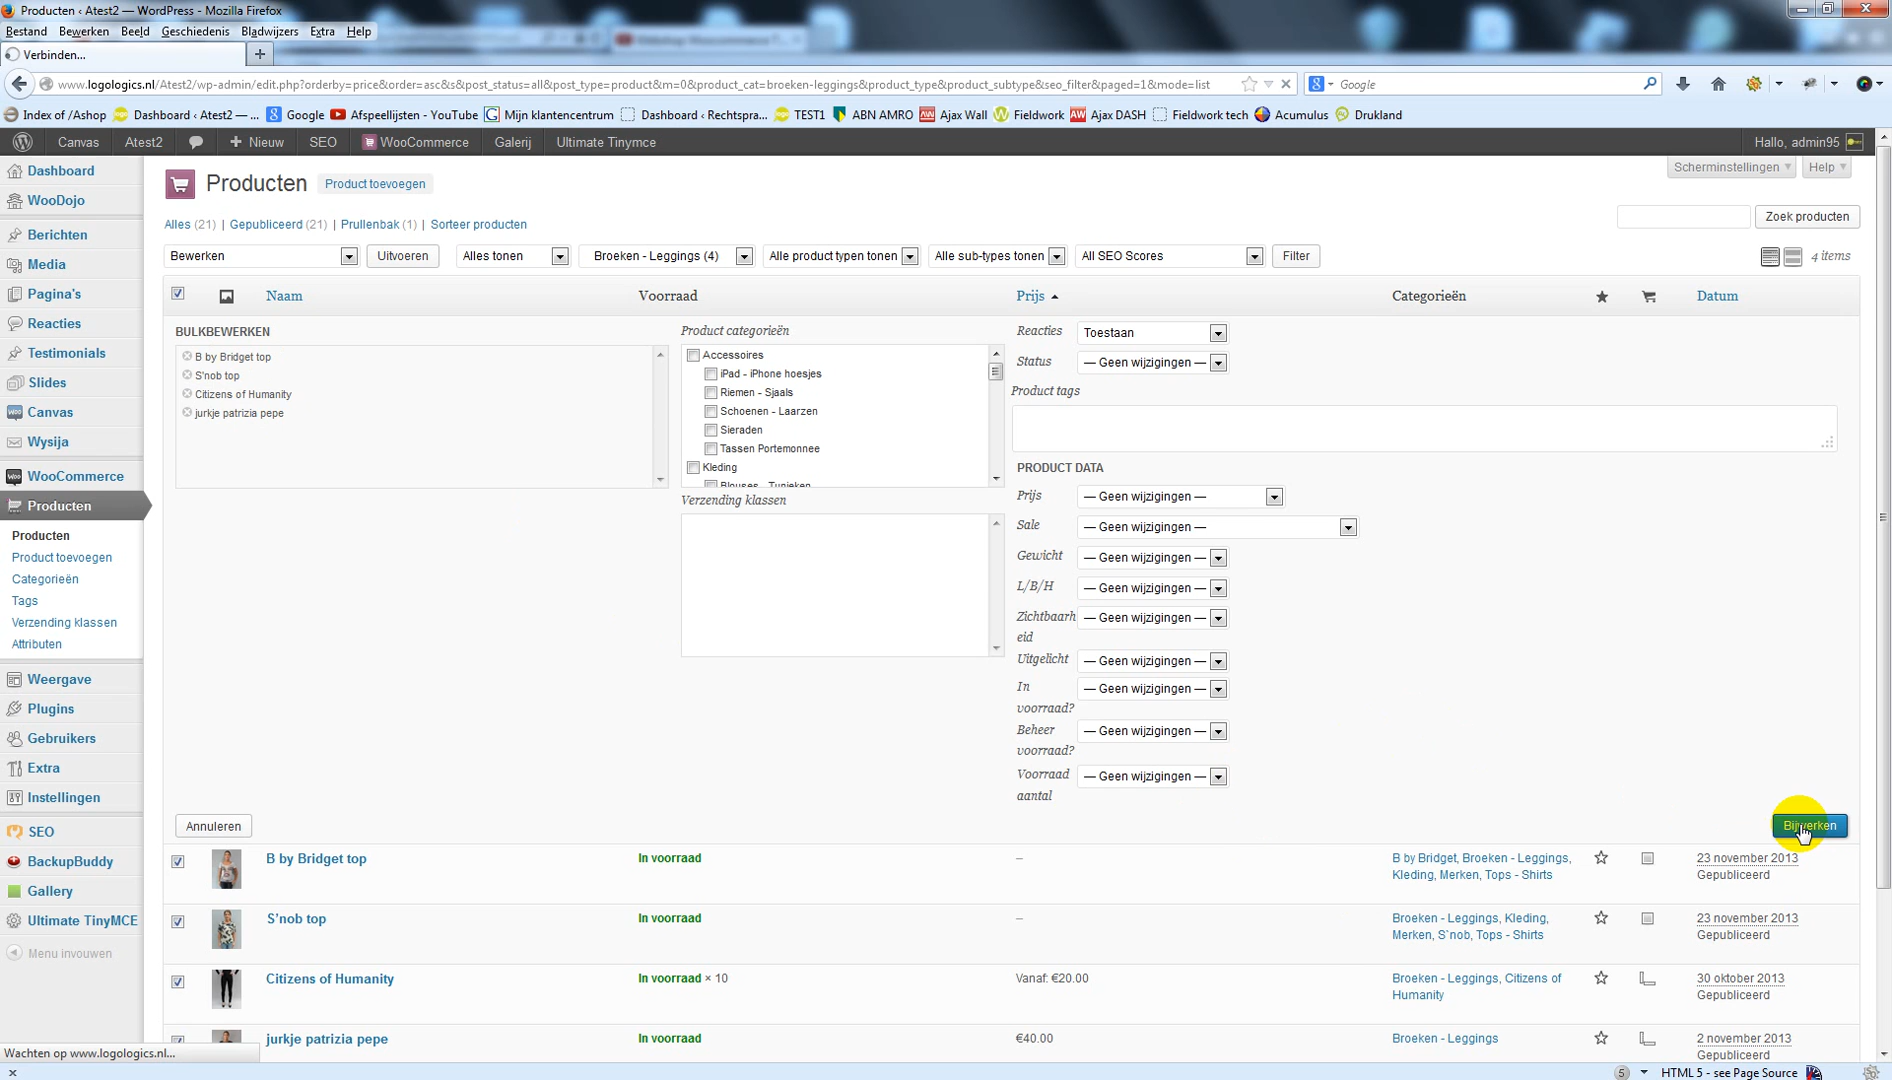 Producten ‹ Atest2 — WordPress - Mozilla Firefox
Bestand Bewerken Beeld Geschiedenis Bladwijzers Extra Help
Verbinden...
www.logologics.nl/Atest2/wp-admin/edit.php?orderby=price&order=asc&s&post_status=all&post_type=product&m=0&product_cat=broeken-leggings&product_type&product_subtype&seo_filter&paged=1&mode=list
Google
Index of /Ashop Dashboard ‹ Atest2 —... Google Afspeellijsten - YouTube Mijn klantencentrum Dashboard ‹ Rechtspra... TEST1 ABN AMRO Ajax Wall Fieldwork Ajax DASH Fieldwork tech Acumulus Drukland
Canvas Atest2 + Nieuw SEO WooCommerce Galerij Ultimate Tinymce Hallo, admin95
Scherminstellingen Help
Producten Product toevoegen
Alles (21) | Gepubliceerd (21) | Prullenbak (1) | Sorteer producten
Zoek producten
Bewerken Uitvoeren Alles tonen Broeken - Leggings (4) Alle product typen tonen Alle sub-types tonen All SEO Scores Filter 4 items
Naam Voorraad Prijs Categorieën Datum
BULKBEWERKEN
B by Bridget top
S'nob top
Citizens of Humanity
jurkje patrizia pepe
Product categorieën
Accessoires
iPad - iPhone hoesjes
Riemen - Sjaals
Schoenen - Laarzen
Sieraden
Tassen Portemonnee
Kleding
Blouses - Tunieken
Verzending klassen
Reacties Toestaan
Status — Geen wijzigingen —
Product tags
PRODUCT DATA
Prijs — Geen wijzigingen —
Sale — Geen wijzigingen —
Gewicht — Geen wijzigingen —
L/B/H — Geen wijzigingen —
Zichtbaarh — Geen wijzigingen —
eid
Uitgelicht — Geen wijzigingen —
In — Geen wijzigingen —
voorraad?
Beheer — Geen wijzigingen —
voorraad?
Voorraad — Geen wijzigingen —
aantal
Annuleren Bijwerken
B by Bridget top In voorraad – B by Bridget, Broeken - Leggings, 23 november 2013
Kleding, Merken, Tops - Shirts Gepubliceerd
S'nob top In voorraad – Broeken - Leggings, Kleding, 23 november 2013
Merken, S`nob, Tops - Shirts Gepubliceerd
Citizens of Humanity In voorraad × 10 Vanaf: €20.00 Broeken - Leggings, Citizens of 30 oktober 2013
Humanity Gepubliceerd
jurkje patrizia pepe In voorraad €40.00 Broeken - Leggings 2 november 2013
Gepubliceerd
Dashboard
WooDojo
Berichten
Media
Pagina's
Reacties
Testimonials
Slides
Canvas
Wysija
WooCommerce
Producten
Producten
Product toevoegen
Categorieën
Tags
Verzending klassen
Attributen
Weergave
Plugins
Gebruikers
Extra
Instellingen
SEO
BackupBuddy
Gallery
Ultimate TinyMCE
Menu invouwen
Wachten op www.logologics.nl...
x 5 HTML 5 - see Page Source